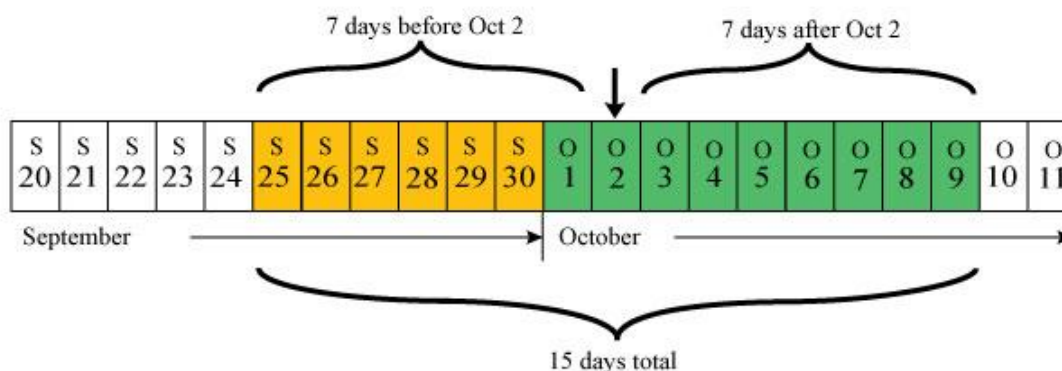 7 days before Oct 2
7 days after Oct 2
S S S S S S S S S S S O O O O O O O O O O O
20 21 22 23 24 25 26 27 28 29 30 1 2 3 4 5 6 7 8 9 10 11
September
October
15 days total